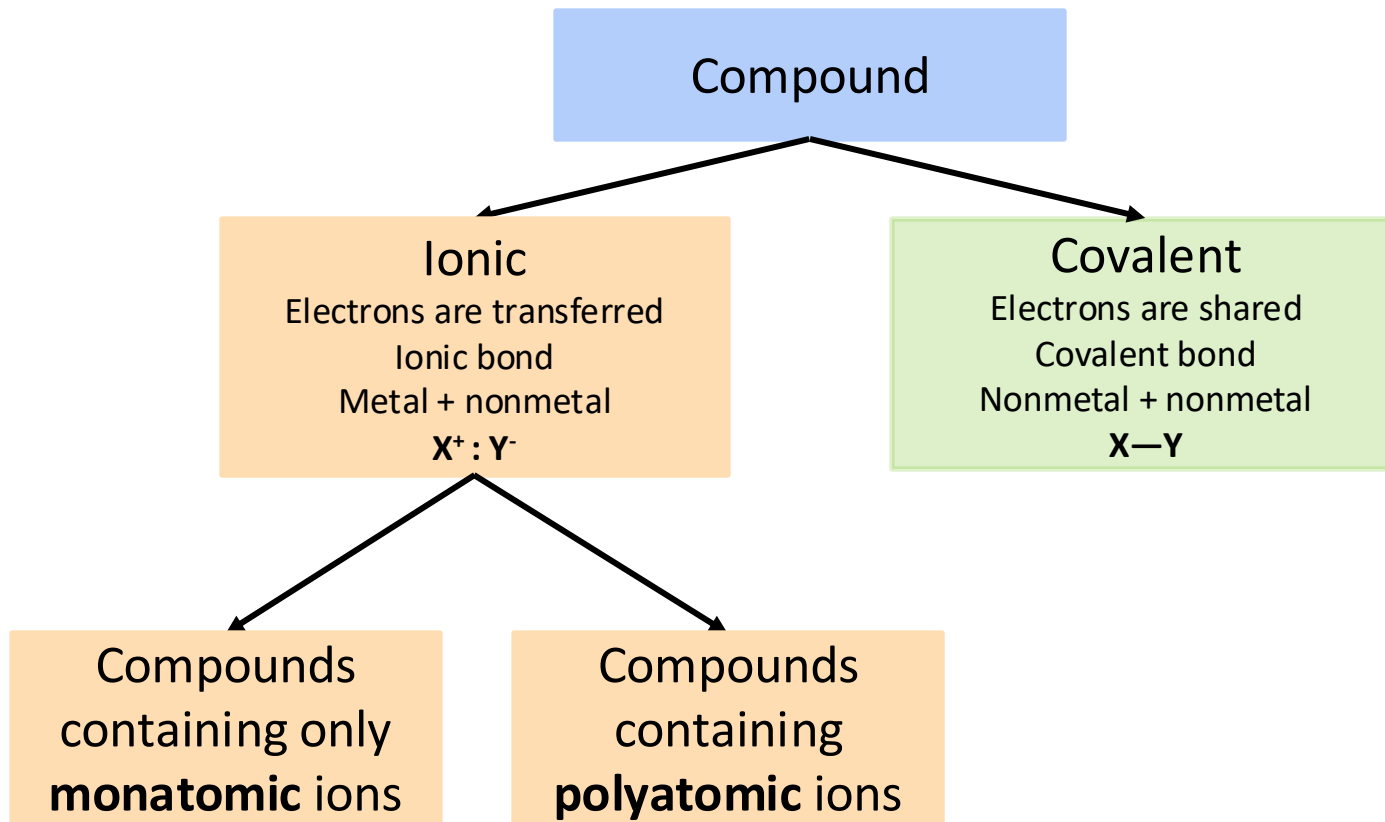 Compound
Ionic
Electrons are transferred
Ionic bond
Metal + nonmetal
X⁺ : Y⁻
Covalent
Electrons are shared
Covalent bond
Nonmetal + nonmetal
X—Y
Compounds
containing only
monatomic ions
Compounds
containing
polyatomic ions